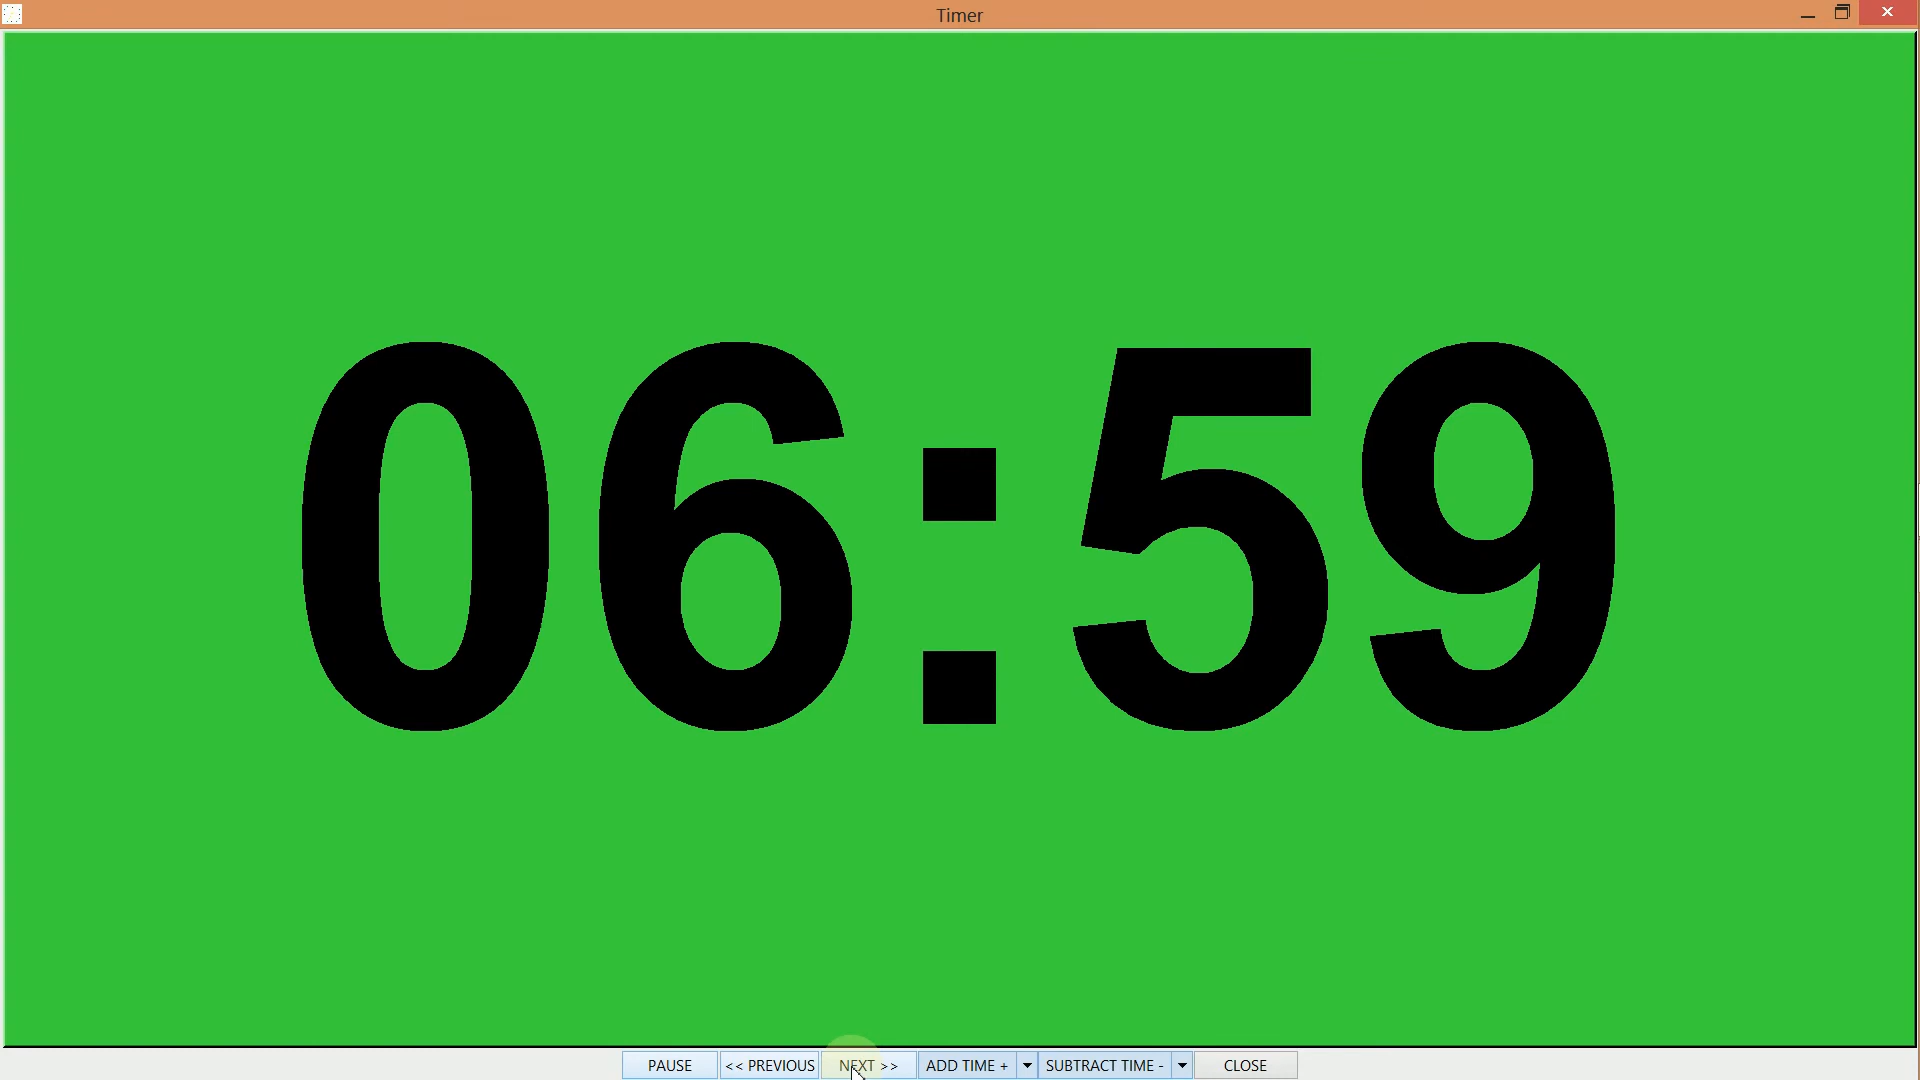 Timer
06:59
PAUSE << PREVIOUS NEXT >> ADD TIME + SUBTRACT TIME - CLOSE